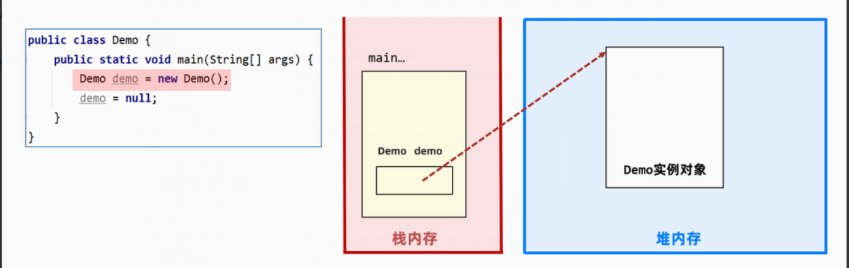 public class Demo {
public static void main(String[] args) {
Demo demo = new Demo();
demo = null;
}
}
main…
Demo demo
栈内存
Demo实例对象
堆内存